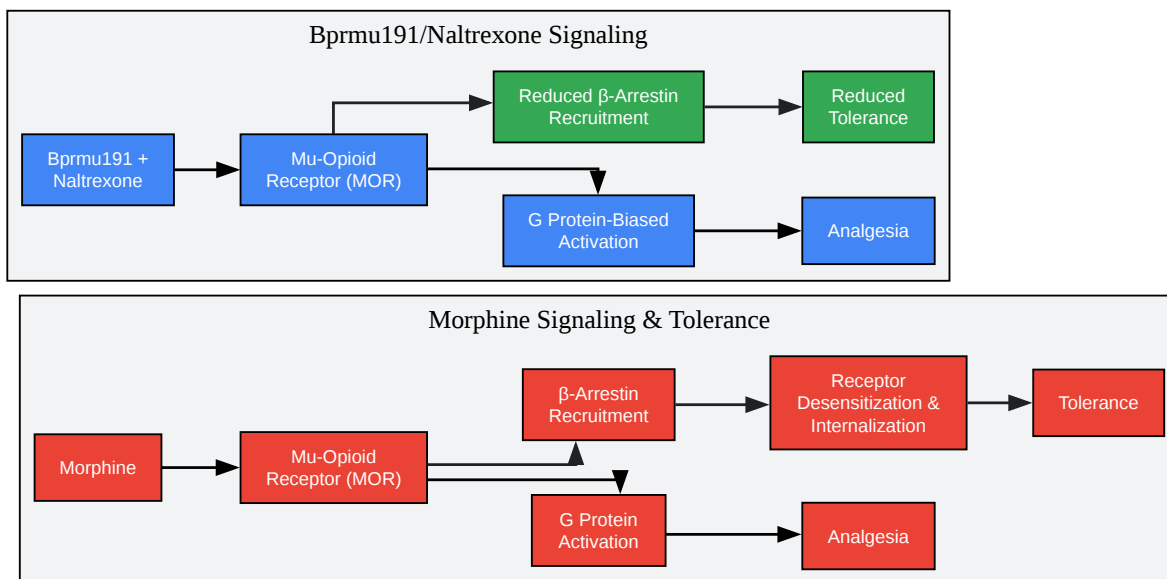 Bprmu191/Naltrexone Signaling
Reduced β-Arrestin
Recruitment
Reduced
Tolerance
Bprmu191 +
Naltrexone
Mu-Opioid
Receptor (MOR)
G Protein-Biased
Activation
Analgesia
Morphine Signaling & Tolerance
β-Arrestin
Recruitment
Receptor
Desensitization &
Internalization
Tolerance
Morphine
Mu-Opioid
Receptor (MOR)
G Protein
Activation
Analgesia